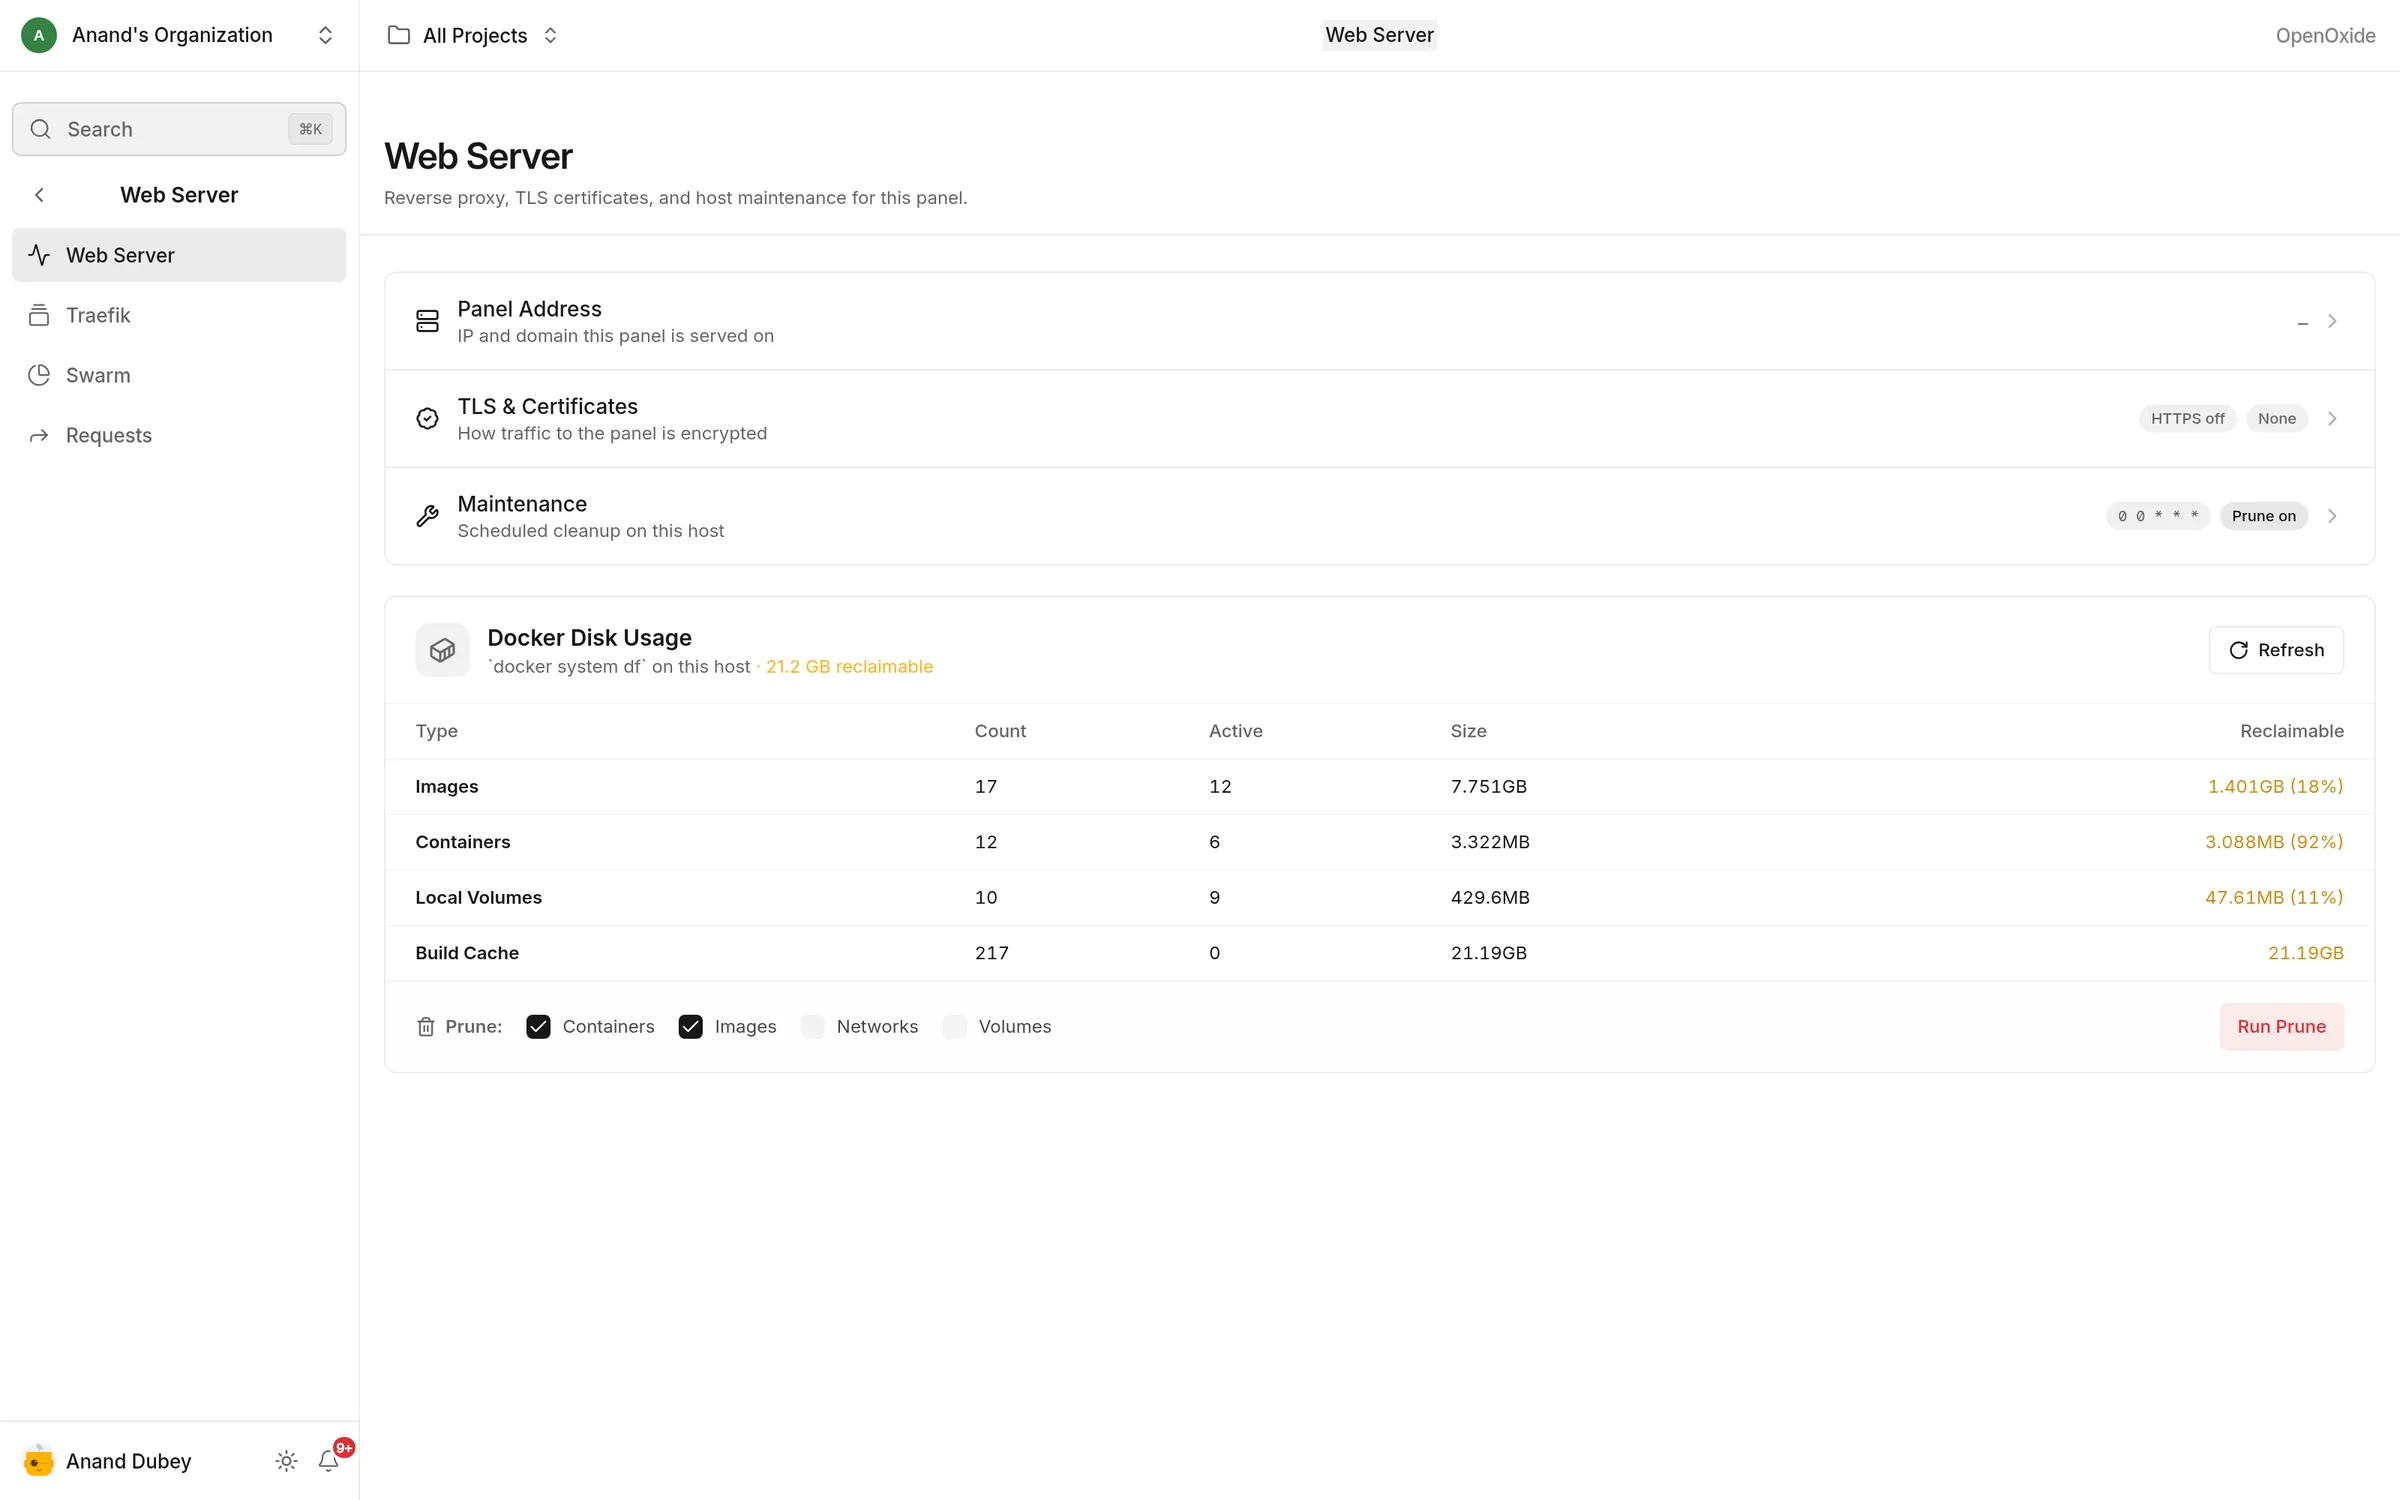 A Anand's Organization
All Projects
Web Server
OpenOxide
Search ⌘K
Web Server
Web Server
Traefik
Swarm
Requests
Web Server
Reverse proxy, TLS certificates, and host maintenance for this panel.
Panel Address
IP and domain this panel is served on
–
TLS & Certificates
How traffic to the panel is encrypted
HTTPS off None
Maintenance
Scheduled cleanup on this host
0 0 * * * Prune on
Docker Disk Usage
`docker system df` on this host · 21.2 GB reclaimable
Refresh
Type Count Active Size Reclaimable
Images 17 12 7.751GB 1.401GB (18%)
Containers 12 6 3.322MB 3.088MB (92%)
Local Volumes 10 9 429.6MB 47.61MB (11%)
Build Cache 217 0 21.19GB 21.19GB
Prune: Containers Images Networks Volumes Run Prune
Anand Dubey 9+